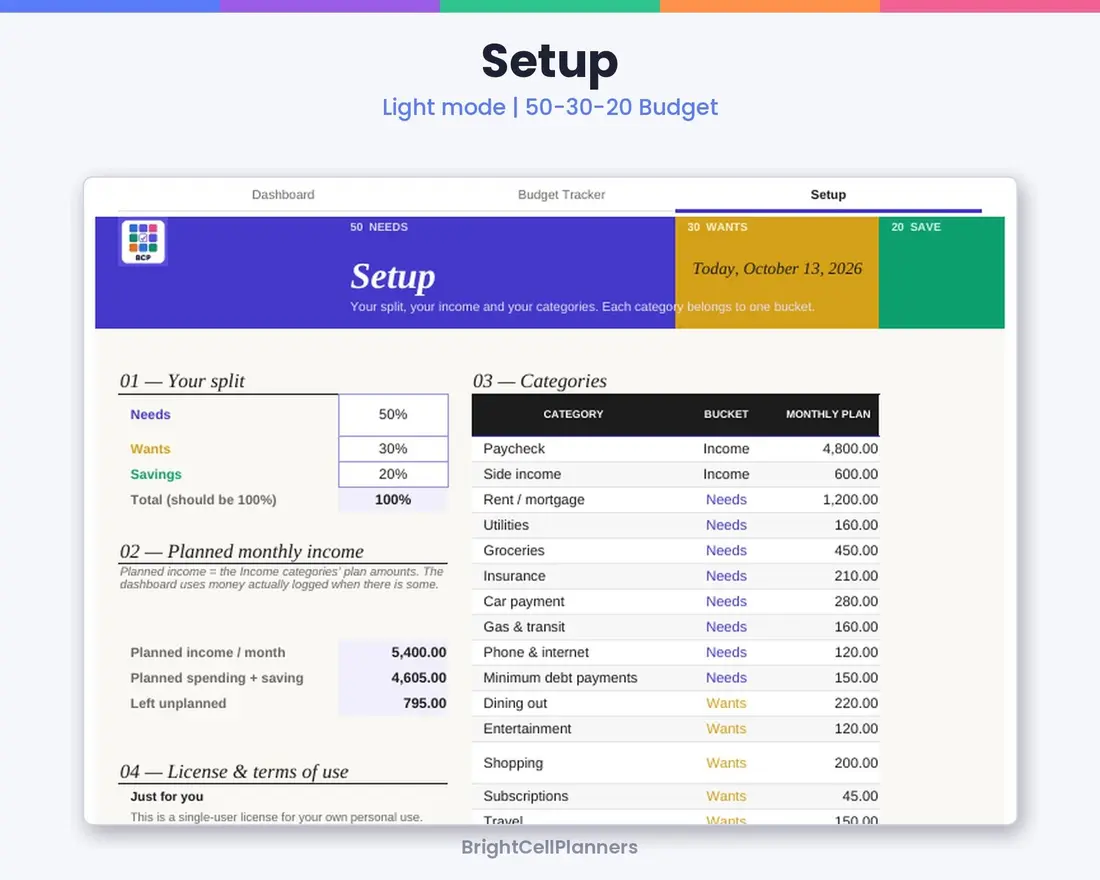 Setup
Light mode | 50-30-20 Budget
Dashboard Budget Tracker Setup
BCP
50 NEEDS 30 WANTS 20 SAVE
Setup
Today, October 13, 2026
Your split, your income and your categories. Each category belongs to one bucket.
01 — Your split
Needs 50%
Wants 30%
Savings 20%
Total (should be 100%) 100%
02 — Planned monthly income
Planned income = the Income categories' plan amounts. The
dashboard uses money actually logged when there is some.
Planned income / month 5,400.00
Planned spending + saving 4,605.00
Left unplanned 795.00
04 — License & terms of use
Just for you
This is a single-user license for your own personal use.
03 — Categories
CATEGORY BUCKET MONTHLY PLAN
Paycheck Income 4,800.00
Side income Income 600.00
Rent / mortgage Needs 1,200.00
Utilities Needs 160.00
Groceries Needs 450.00
Insurance Needs 210.00
Car payment Needs 280.00
Gas & transit Needs 160.00
Phone & internet Needs 120.00
Minimum debt payments Needs 150.00
Dining out Wants 220.00
Entertainment Wants 120.00
Shopping Wants 200.00
Subscriptions Wants 45.00
Travel Wants 150.00
BrightCellPlanners